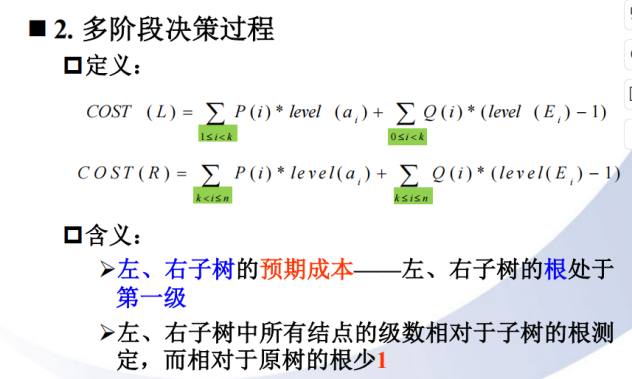 ■ 2. 多阶段决策过程
□定义：
COST (L) = ∑ P(i)* level (a_i) + ∑ Q(i)* (level (E_i) − 1)
1≤i<k 0≤i<k
COST(R) = ∑ P(i)* level(a_i) + ∑ Q(i)* (level(E_i) − 1)
k<i≤n k≤i≤n
□含义：
➢左、右子树的预期成本——左、右子树的根处于
第一级
➢左、右子树中所有结点的级数相对于子树的根测
定，而相对于原树的根少1